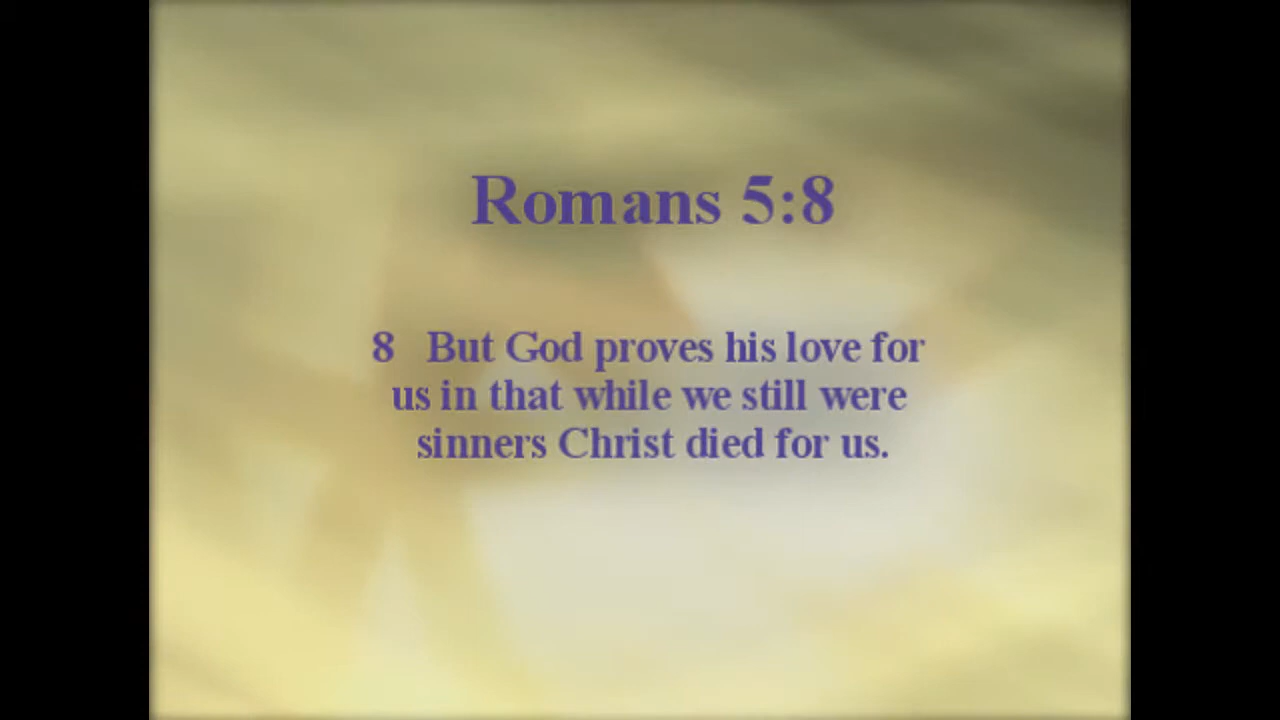 Romans 5:8
8 But God proves his love for
us in that while we still were
sinners Christ died for us.